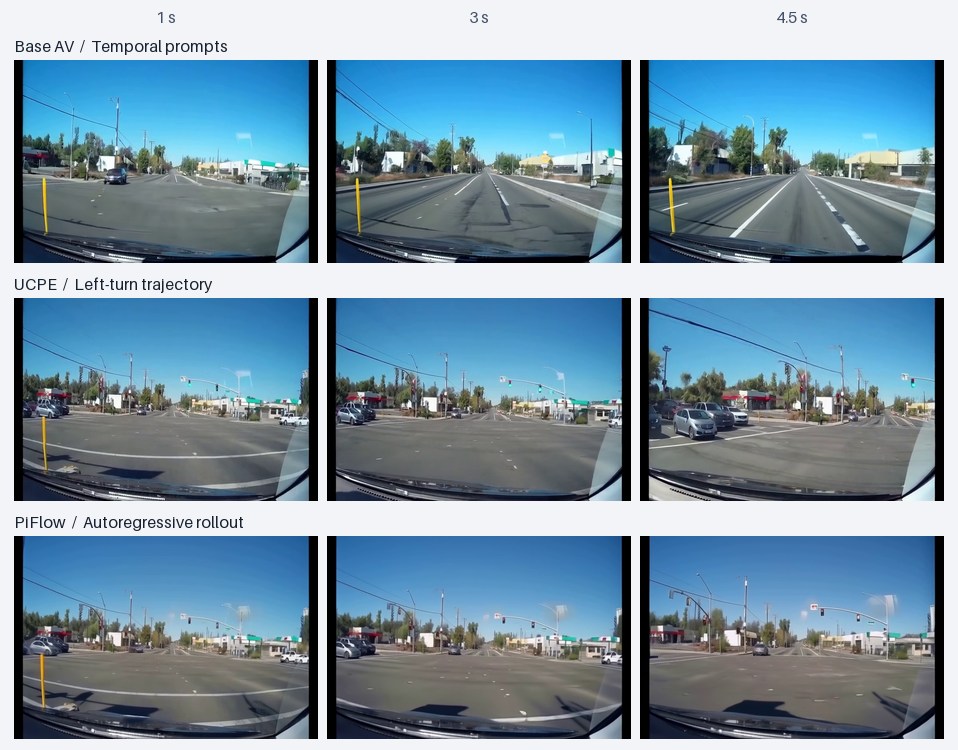 1 s
3 s
4.5 s
Base AV / Temporal prompts
UCPE / Left-turn trajectory
PiFlow / Autoregressive rollout